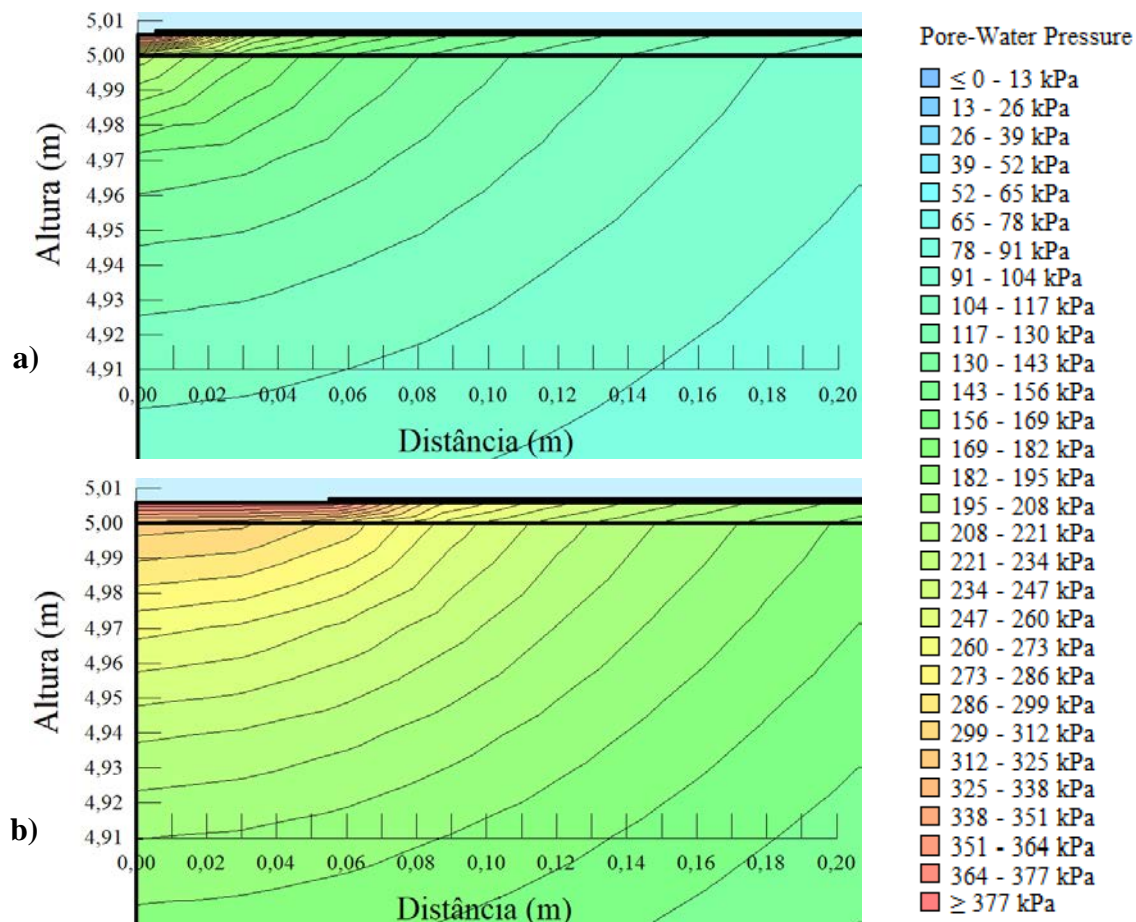 5,01
5,00
4,99
4,98
4,97
4,96
4,95
4,94
4,93
4,92
4,91
Altura (m)
a)
0,00 0,02 0,04 0,06 0,08 0,10 0,12 0,14 0,16 0,18 0,20
Distância (m)
5,01
5,00
4,99
4,98
4,97
4,96
4,95
4,94
4,93
4,92
4,91
Altura (m)
b)
0,00 0,02 0,04 0,06 0,08 0,10 0,12 0,14 0,16 0,18 0,20
Distância (m)
Pore-Water Pressure
≤ 0 - 13 kPa
13 - 26 kPa
26 - 39 kPa
39 - 52 kPa
52 - 65 kPa
65 - 78 kPa
78 - 91 kPa
91 - 104 kPa
104 - 117 kPa
117 - 130 kPa
130 - 143 kPa
143 - 156 kPa
156 - 169 kPa
169 - 182 kPa
182 - 195 kPa
195 - 208 kPa
208 - 221 kPa
221 - 234 kPa
234 - 247 kPa
247 - 260 kPa
260 - 273 kPa
273 - 286 kPa
286 - 299 kPa
299 - 312 kPa
312 - 325 kPa
325 - 338 kPa
338 - 351 kPa
351 - 364 kPa
364 - 377 kPa
≥ 377 kPa